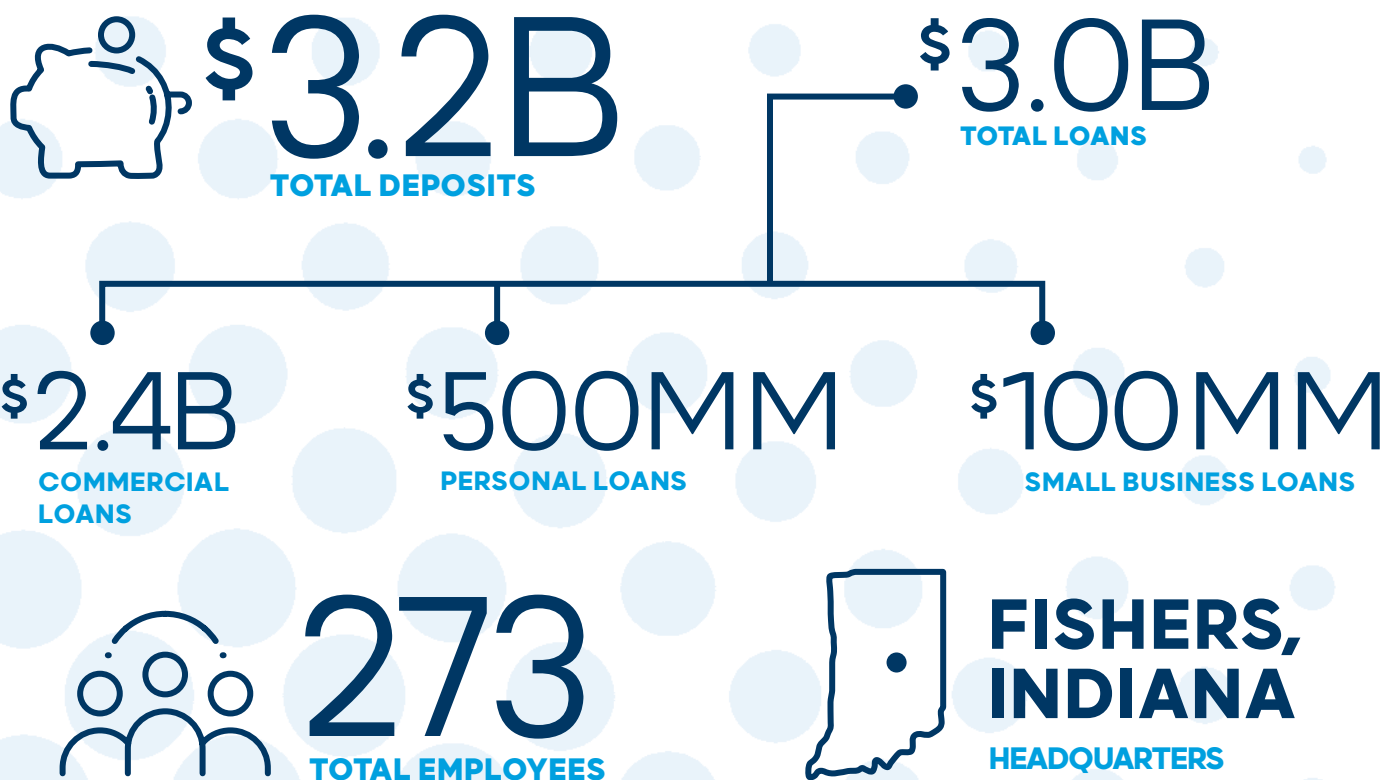 $3.2B
TOTAL DEPOSITS
$3.0B
TOTAL LOANS
$2.4B
COMMERCIAL
LOANS
$500MM
PERSONAL LOANS
$100MM
SMALL BUSINESS LOANS
273
TOTAL EMPLOYEES
FISHERS,
INDIANA
HEADQUARTERS